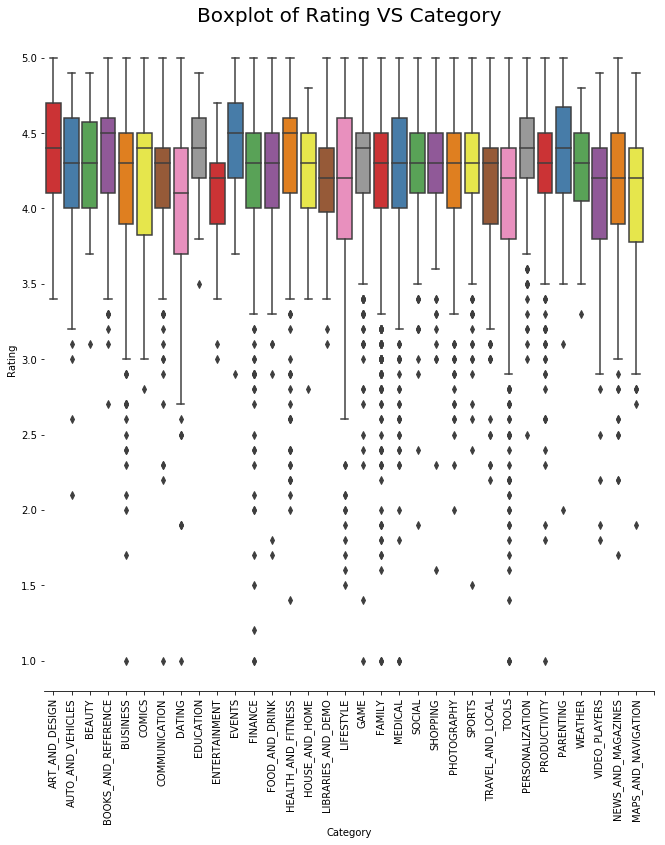 Boxplot of Rating VS Category
5.0
4.5
4.0
3.5
3.0
2.5
2.0
1.5
1.0
Rating
ART_AND_DESIGN
AUTO_AND_VEHICLES
BEAUTY
BOOKS_AND_REFERENCE
BUSINESS
COMICS
COMMUNICATION
DATING
EDUCATION
ENTERTAINMENT
EVENTS
FINANCE
FOOD_AND_DRINK
HEALTH_AND_FITNESS
HOUSE_AND_HOME
LIBRARIES_AND_DEMO
LIFESTYLE
GAME
FAMILY
MEDICAL
SOCIAL
SHOPPING
PHOTOGRAPHY
SPORTS
TRAVEL_AND_LOCAL
TOOLS
PERSONALIZATION
PRODUCTIVITY
PARENTING
WEATHER
VIDEO_PLAYERS
NEWS_AND_MAGAZINES
MAPS_AND_NAVIGATION
Category